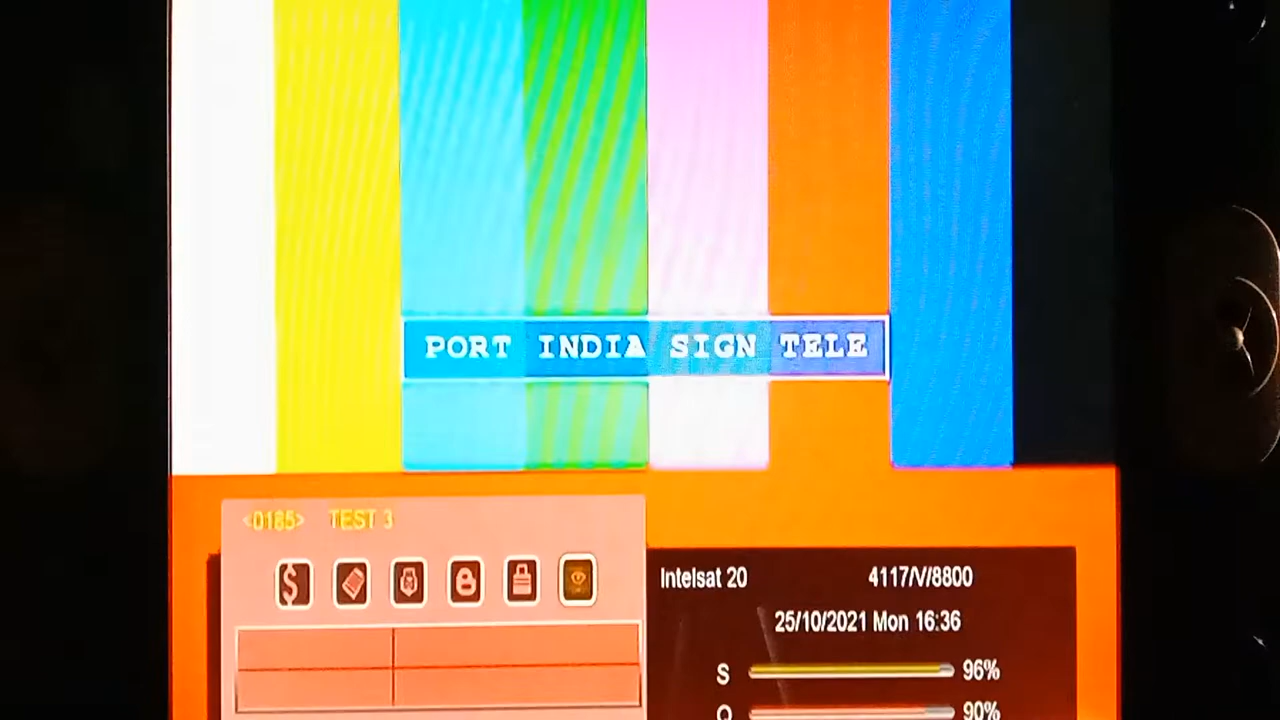 PORT INDIA SIGN TELE
<0185> TEST 3
Intelsat 20 4117/V/8800
25/10/2021 Mon 16:36
S 96%
Q 90%